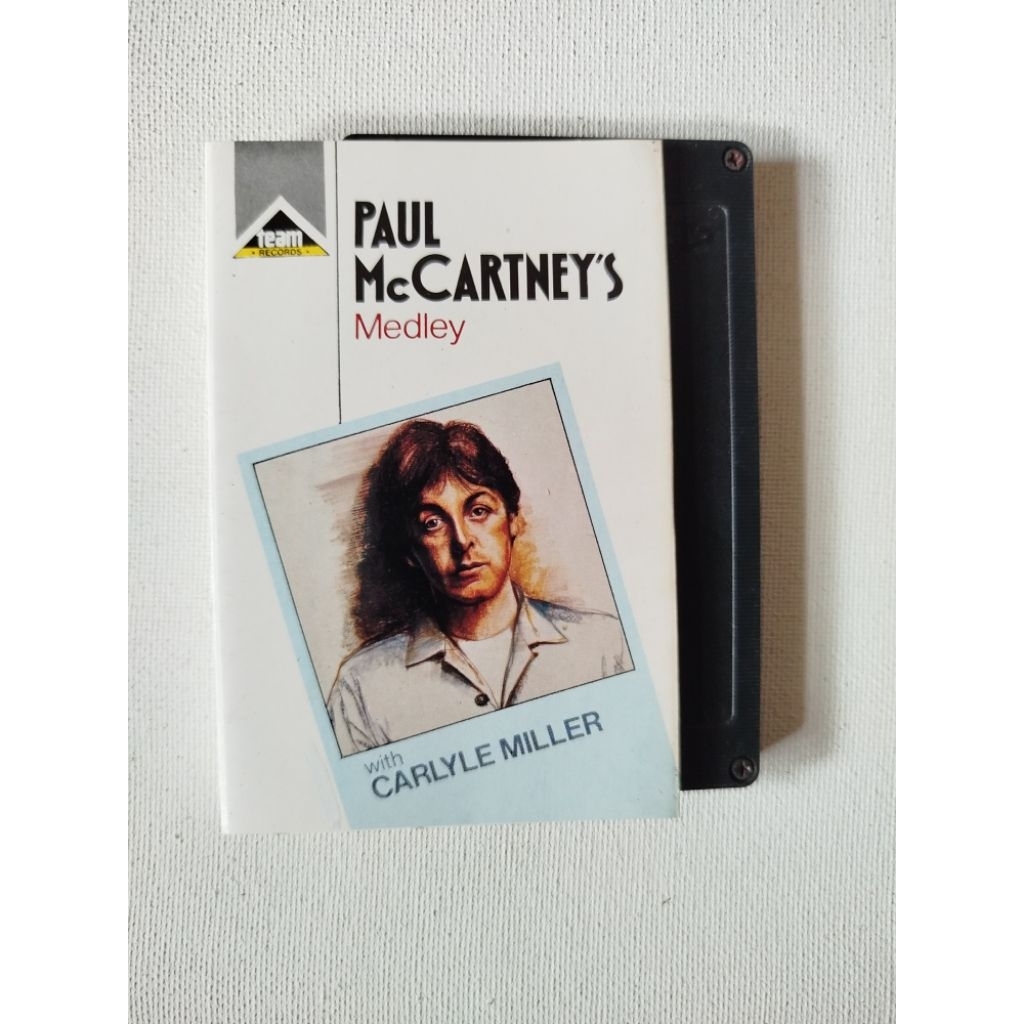 team
• RECORDS •
PAUL
McCARTNEY'S
Medley
with
CARLYLE MILLER